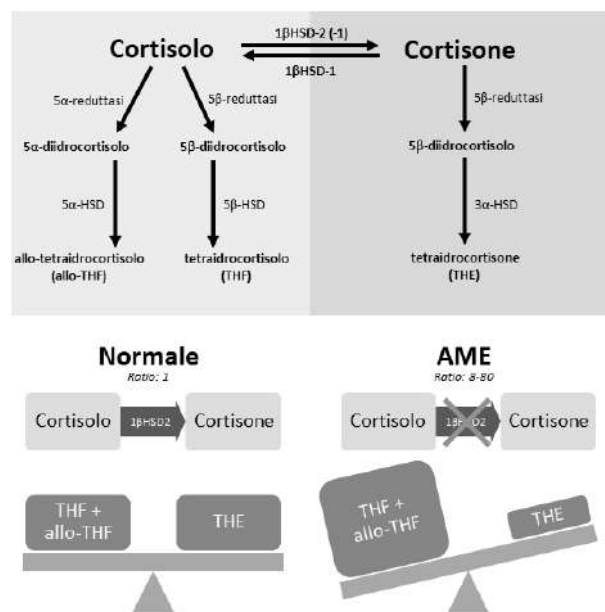 Cortisolo
1βHSD-2 (-1)
1βHSD-1
Cortisone
5α-reduttasi
5β-reduttasi
5β-reduttasi
5α-diidrocortisolo
5β-diidrocortisolo
5β-diidrocortisolo
5α-HSD
5β-HSD
3α-HSD
allo-tetraidrocortisolo
(allo-THF)
tetraidrocortisolo
(THF)
tetraidrocortisone
(THE)
Normale
Ratio: 1
AME
Ratio: 8-80
Cortisolo
1βHSD2
Cortisone
Cortisolo
1βHSD2
Cortisone
THF +
allo-THF
THE
THF +
allo-THF
THE